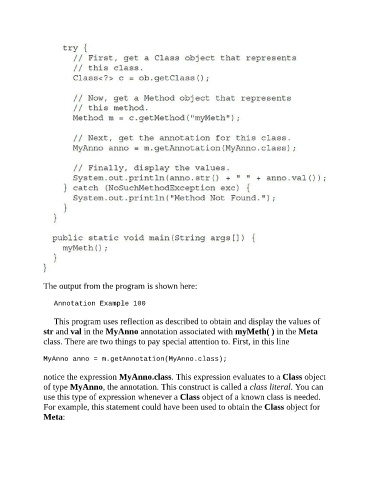 try {
// First, get a Class object that represents
// this class.
Class<?> c = ob.getClass();
// Now, get a Method object that represents
// this method.
Method m = c.getMethod("myMeth");
// Next, get the annotation for this class.
MyAnno anno = m.getAnnotation(MyAnno.class);
// Finally, display the values.
System.out.println(anno.str() + " " + anno.val());
} catch (NoSuchMethodException exc) {
System.out.println("Method Not Found.");
}
}
public static void main(String args[]) {
myMeth();
}
}
The output from the program is shown here:
Annotation Example 100
This program uses reflection as described to obtain and display the values of
str and val in the MyAnno annotation associated with myMeth( ) in the Meta
class. There are two things to pay special attention to. First, in this line
MyAnno anno = m.getAnnotation(MyAnno.class);
notice the expression MyAnno.class. This expression evaluates to a Class object
of type MyAnno, the annotation. This construct is called a class literal. You can
use this type of expression whenever a Class object of a known class is needed.
For example, this statement could have been used to obtain the Class object for
Meta: